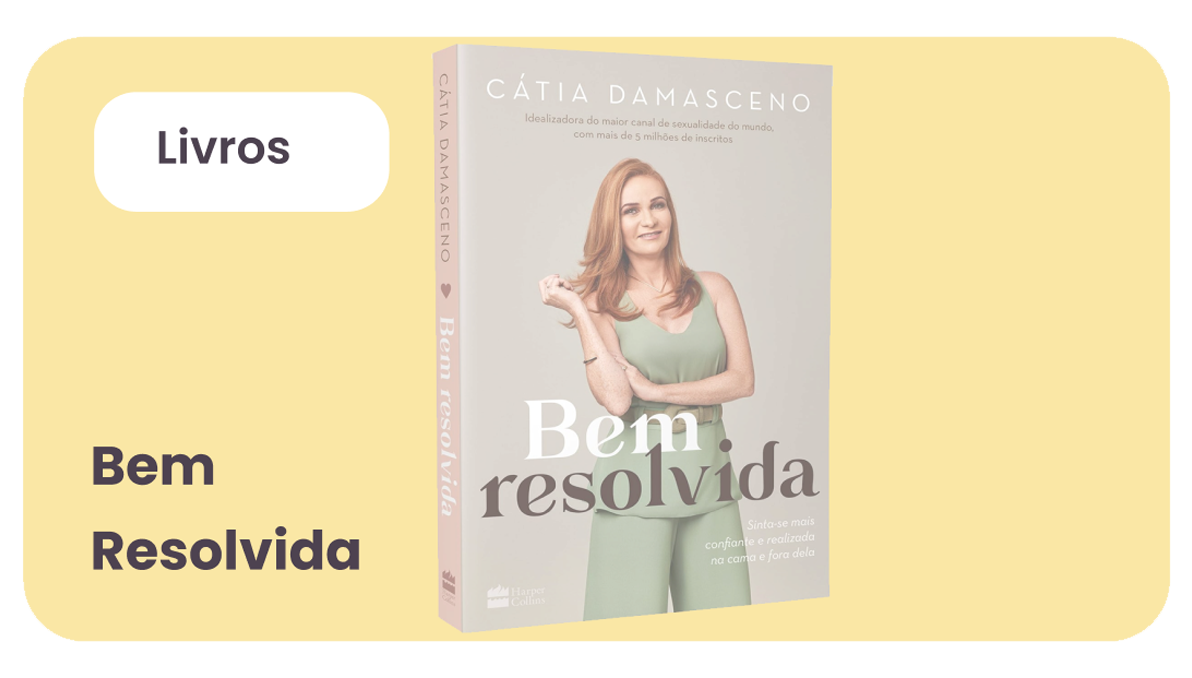 Livros
Bem
Resolvida
CÁTIA DAMASCENO
Bem resolvida
CÁTIA DAMASCENO
Idealizadora do maior canal de sexualidade do mundo,
com mais de 5 milhões de inscritos
Bem
resolvida
Sinta-se mais
confiante e realizada
na cama e fora dela
Harper
Collins